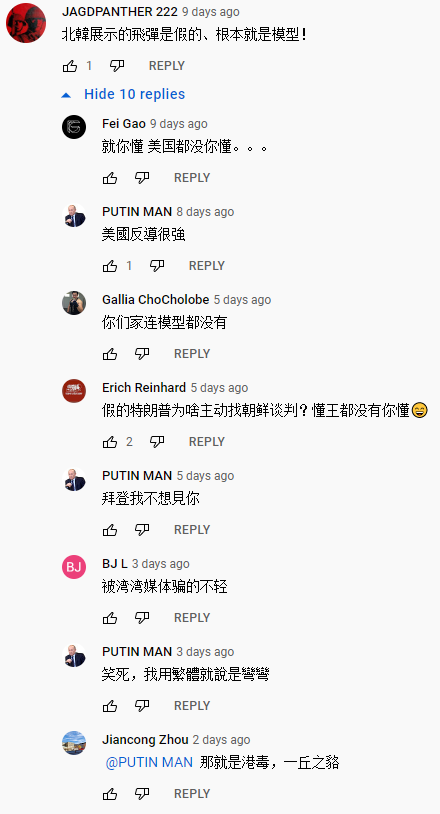 JAGDPANTHER 222 9 days ago
北韓展示的飛彈是假的、根本就是模型!
1 REPLY
Hide 10 replies
Fei Gao 9 days ago
就你懂 美国都没你懂。。。
REPLY
PUTIN MAN 8 days ago
美國反導很強
1 REPLY
Gallia ChoCholobe 5 days ago
你们家连模型都没有
REPLY
Erich Reinhard 5 days ago
假的特朗普为啥主动找朝鲜谈判？懂王都没有你懂😄
2 REPLY
PUTIN MAN 5 days ago
拜登我不想見你
REPLY
BJ
BJ L 3 days ago
被湾湾媒体骗的不轻
REPLY
PUTIN MAN 3 days ago
笑死，我用繁體就說是彎彎
REPLY
Jiancong Zhou 2 days ago
@PUTIN MAN 那就是港毒，一丘之貉
REPLY